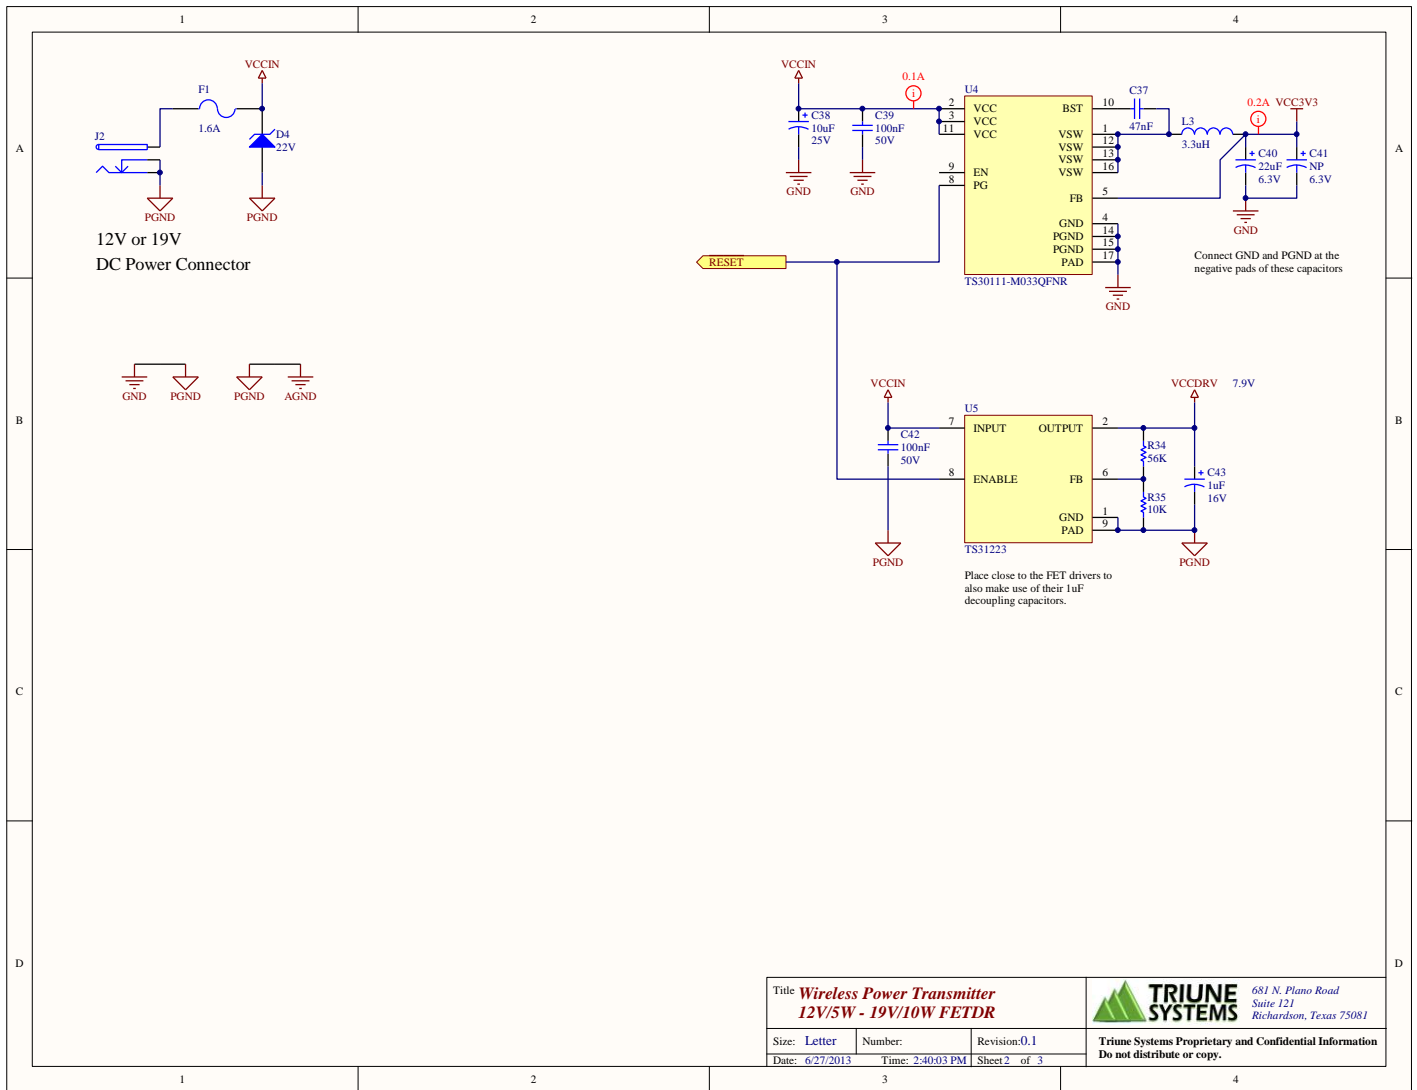 1 2 3 4
A A
B B
C C
D D
VCCIN
F1
1.6A
J2
D4
22V
PGND PGND
12V or 19V
DC Power Connector
GND PGND PGND AGND
VCCIN
0.1A
C38
10uF
25V
C39
100nF
50V
GND GND
U4
2 VCC
3 VCC
11 VCC
9 EN
8 PG
BST 10
VSW 1
VSW 12
VSW 13
VSW 16
FB 5
GND 4
PGND 14
PGND 15
PAD 17
TS30111-M033QFNR
GND
C37
47nF
L3
3.3uH
0.2A VCC3V3
C40
22uF
6.3V
C41
NP
6.3V
GND
Connect GND and PGND at the
negative pads of these capacitors
RESET
VCCIN
C42
100nF
50V
PGND
U5
7 INPUT
8 ENABLE
OUTPUT 2
FB 6
GND 1
PAD 9
TS31223
VCCDRV 7.9V
R34
56K
R35
10K
C43
1uF
16V
PGND
Place close to the FET drivers to
also make use of their 1uF
decoupling capacitors.
Title Wireless Power Transmitter
12V/5W - 19V/10W FETDR
Size: Letter Number: Revision:0.1
Date: 6/27/2013 Time: 2:40:03 PM Sheet 2 of 3
TRIUNE
SYSTEMS
681 N. Plano Road
Suite 121
Richardson, Texas 75081
Triune Systems Proprietary and Confidential Information
Do not distribute or copy.
1 2 3 4